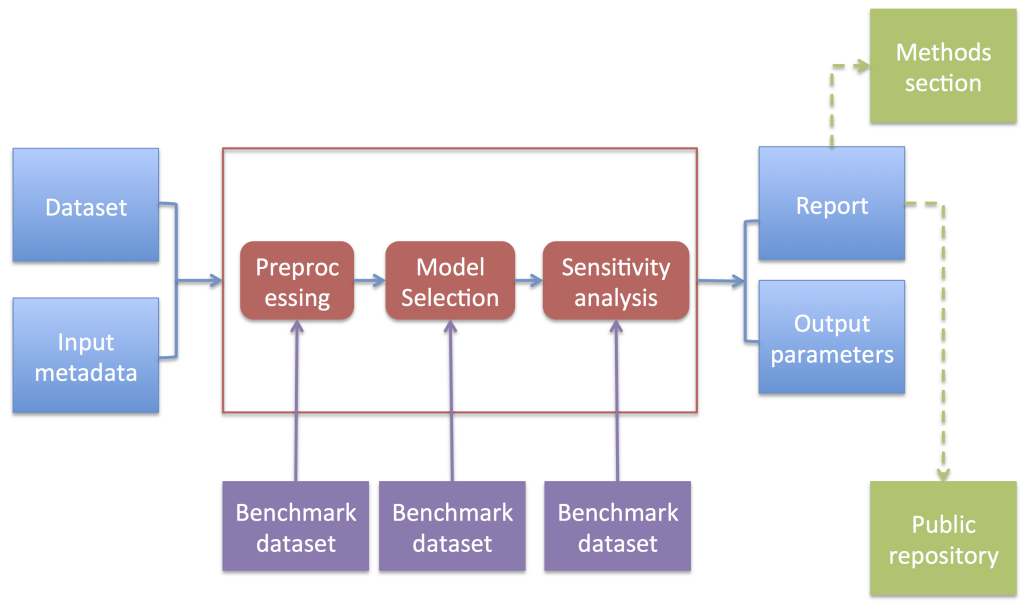 Methods
section
Dataset
Report
Preproc
essing
Model
Selection
Sensitivity
analysis
Input
metadata
Output
parameters
Benchmark
dataset
Benchmark
dataset
Benchmark
dataset
Public
repository